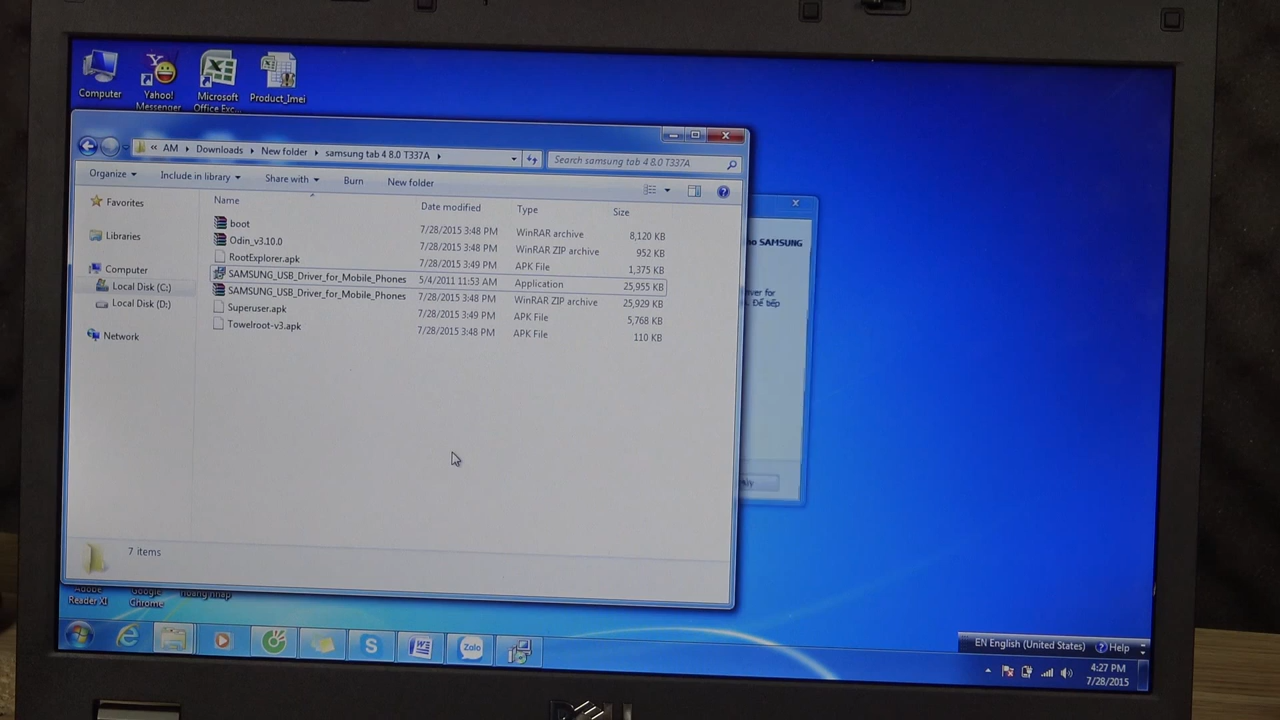 Computer
Yahoo!
Messenger
Microsoft
Office Exc...
Product_Imei
« AM Downloads New folder samsung tab 4 8.0 T337A
Search samsung tab 4 8.0 T337A
Organize Include in library Share with Burn New folder
Favorites
Libraries
Computer
Local Disk (C:)
Local Disk (D:)
Network
Name Date modified Type Size
boot 7/28/2015 3:48 PM WinRAR archive 8,120 KB
Odin_v3.10.0 7/28/2015 3:48 PM WinRAR ZIP archive 952 KB
RootExplorer.apk 7/28/2015 3:49 PM APK File 1,375 KB
SAMSUNG_USB_Driver_for_Mobile_Phones 5/4/2011 11:53 AM Application 25,955 KB
SAMSUNG_USB_Driver_for_Mobile_Phones 7/28/2015 3:48 PM WinRAR ZIP archive 25,929 KB
Superuser.apk 7/28/2015 3:49 PM APK File 5,768 KB
Towelroot-v3.apk 7/28/2015 3:48 PM APK File 110 KB
SAMSUNG
for
Để tiếp
7 items
Adobe
Reader XI
Google
Chrome
Zalo
EN English (United States) Help
4:27 PM
7/28/2015